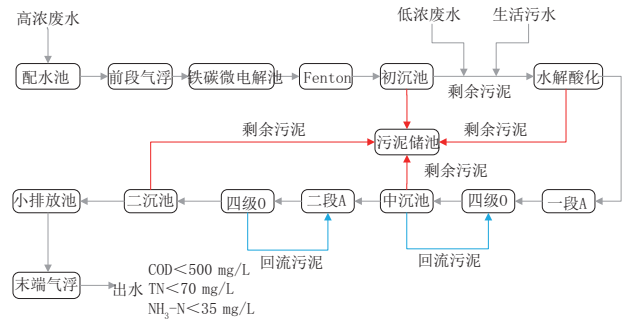 高浓废水
低浓废水
生活污水
配水池
前段气浮
铁碳微电解池
Fenton
初沉池
水解酸化
剩余污泥
剩余污泥
剩余污泥
污泥储池
剩余污泥
小排放池
二沉池
四级O
二段A
中沉池
四级O
一段A
回流污泥
回流污泥
末端气浮
出水
COD＜500 mg/L
TN＜70 mg/L
NH₃-N＜35 mg/L